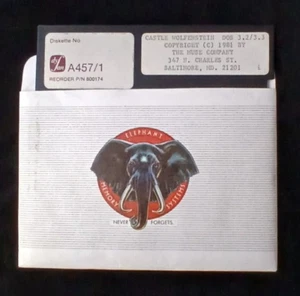 Diskette No.
A457/1
REORDER P/N 800174
CASTLE WOLFENSTEIN DOS 3.2/3.3
COPYRIGHT (C) 1981 BY
THE MUSE COMPANY
347 N. CHARLES ST.
BALTIMORE, MD. 21201
ELEPHANT
MEMORY
SYSTEMS
NEVER FORGETS.